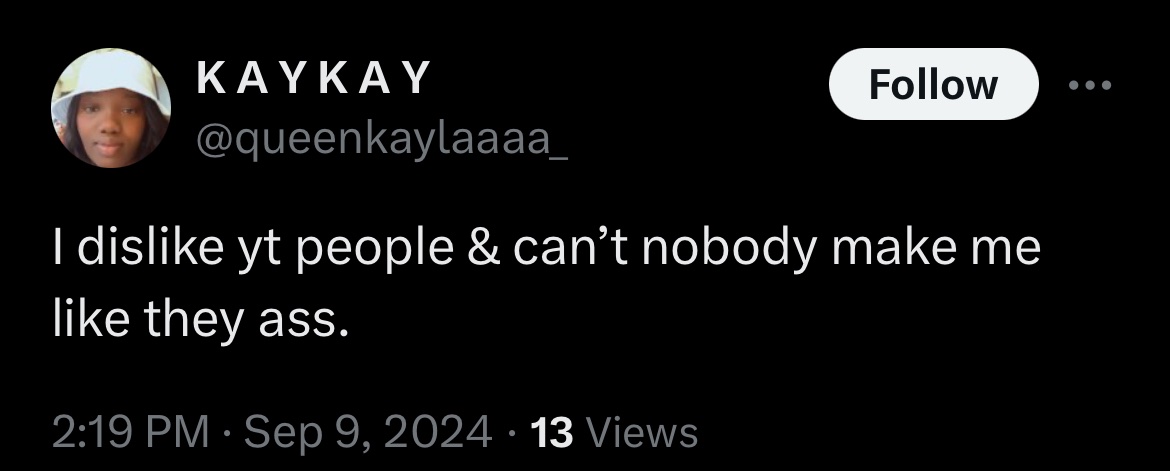 KAYKAY
Follow
@queenkaylaaaa_
I dislike yt people & can’t nobody make me
like they ass.
2:19 PM · Sep 9, 2024 · 13 Views